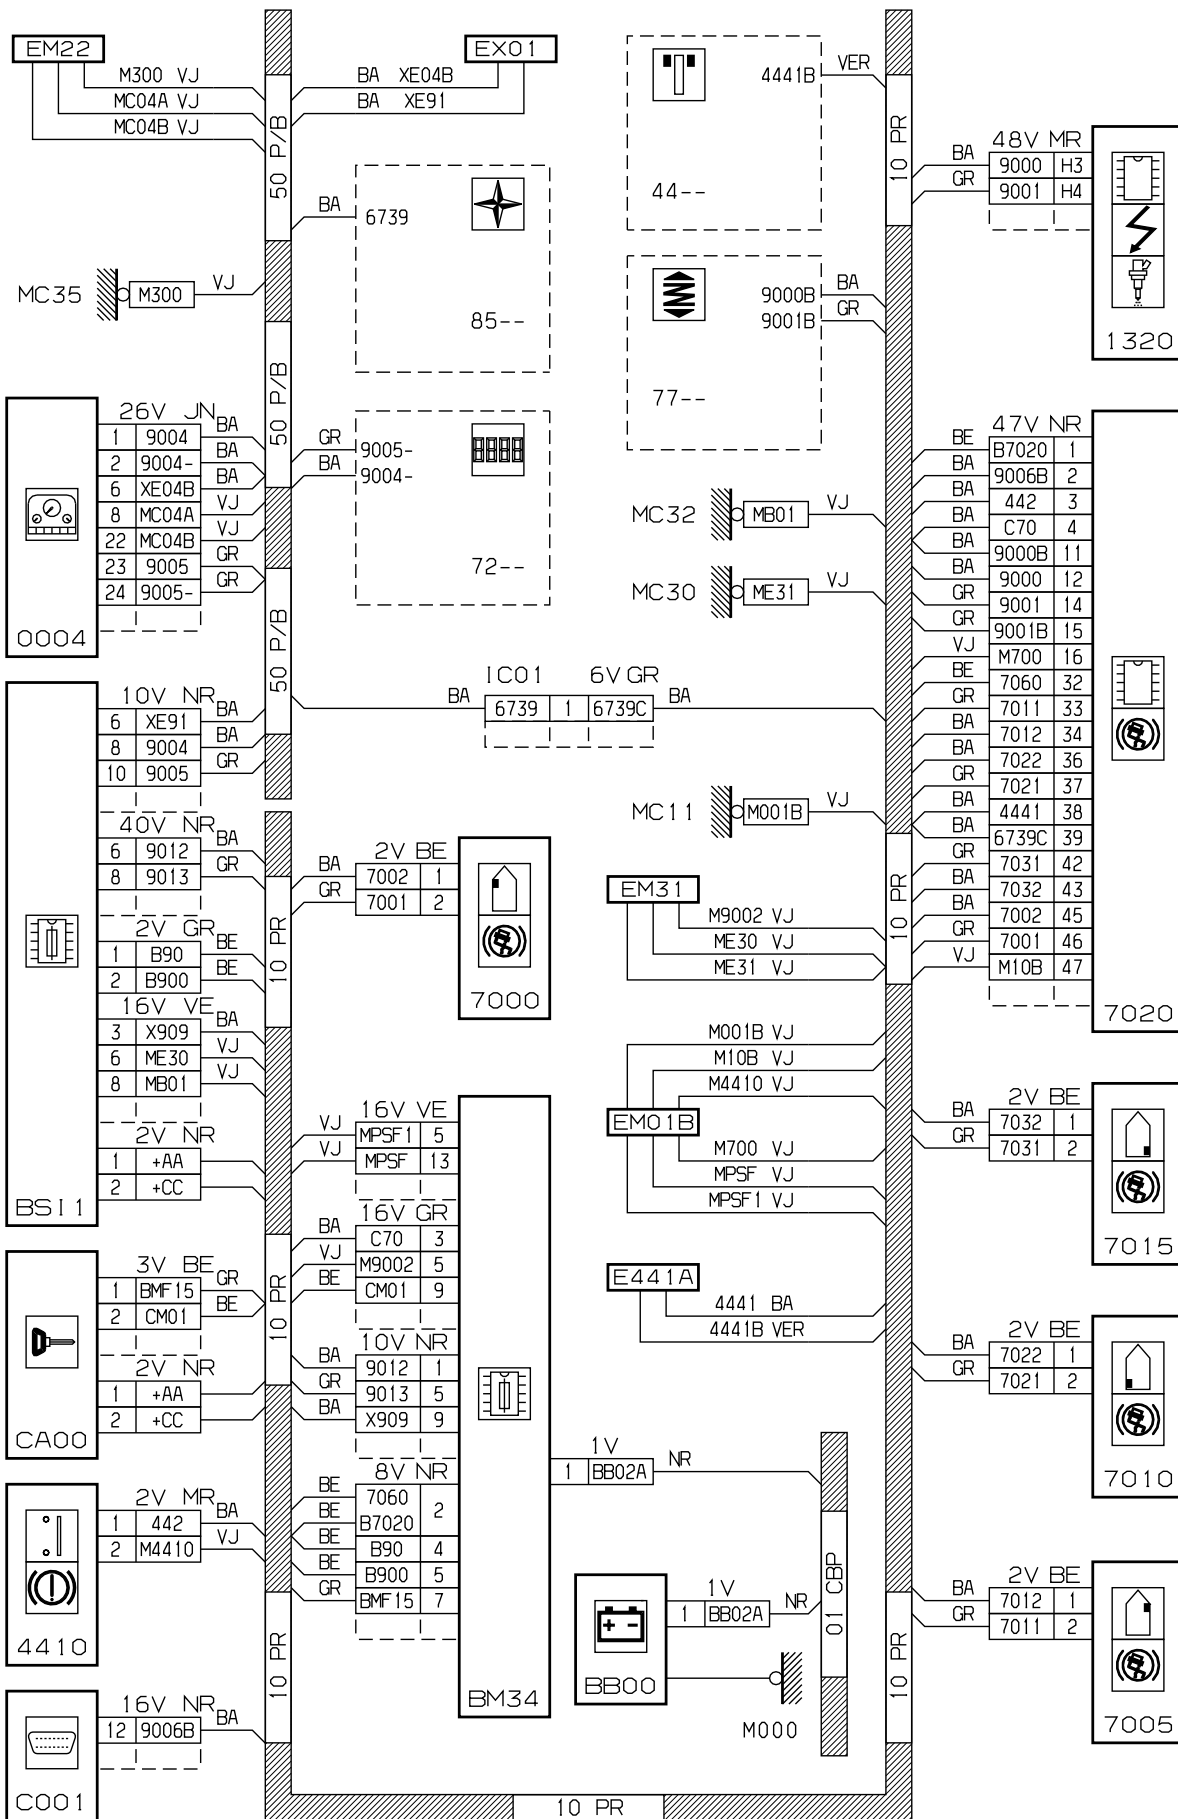 EM22
M300 VJ
MC04A VJ
MC04B VJ
50 P/B
EX01
BA XE04B
BA XE91
BA 6739
85--
MC35 M300 VJ
50 P/B
26V JN
1 9004 BA
2 9004- BA
6 XE04B BA
8 MC04A VJ
22 MC04B VJ
23 9005 GR
24 9005- GR
0004
GR 9005-
BA 9004-
72--
50 P/B
10V NR
6 XE91 BA
8 9004 BA
10 9005 GR
40V NR
6 9012 BA
8 9013 GR
2V GR
1 B90 BE
2 B900 BE
16V VE
3 X909 BA
6 ME30 VJ
8 MB01 VJ
2V NR
1 +AA
2 +CC
BSI1
10 PR
3V BE
1 BMF15 GR
2 CM01 BE
2V NR
1 +AA
2 +CC
CA00
10 PR
2V MR
1 442 BA
2 M4410 VJ
4410
10 PR
16V NR
12 9006B BA
C001
BA IC01 6V GR BA
6739 1 6739C
2V BE
BA 7002 1
GR 7001 2
7000
16V VE
VJ MPSF1 5
VJ MPSF 13
16V GR
BA C70 3
VJ M9002 5
BE CM01 9
10V NR
BA 9012 1
GR 9013 5
BA X909 9
8V NR
BE 7060
2
BE B7020
BE B90 4
BE B900 5
GR BMF15 7
BM34
1V
1 BB02A NR
1V
1 BB02A NR
BB00
M000
01 CBP
10 PR
4441B VER
44--
9000B BA
9001B GR
77--
MC32 MB01 VJ
MC30 ME31 VJ
MC11 M001B VJ
EM31
M9002 VJ
ME30 VJ
ME31 VJ
M001B VJ
M10B VJ
M4410 VJ
EM01B
M700 VJ
MPSF VJ
MPSF1 VJ
E441A
4441 BA
4441B VER
10 PR
10 PR
10 PR
48V MR
BA 9000 H3
GR 9001 H4
1320
47V NR
BE B7020 1
BA 9006B 2
BA 442 3
BA C70 4
BA 9000B 11
BA 9000 12
GR 9001 14
GR 9001B 15
VJ M700 16
BE 7060 32
GR 7011 33
BA 7012 34
BA 7022 36
GR 7021 37
BA 4441 38
BA 6739C 39
GR 7031 42
BA 7032 43
BA 7002 45
GR 7001 46
VJ M10B 47
7020
2V BE
BA 7032 1
GR 7031 2
7015
2V BE
BA 7022 1
GR 7021 2
7010
2V BE
BA 7012 1
GR 7011 2
7005